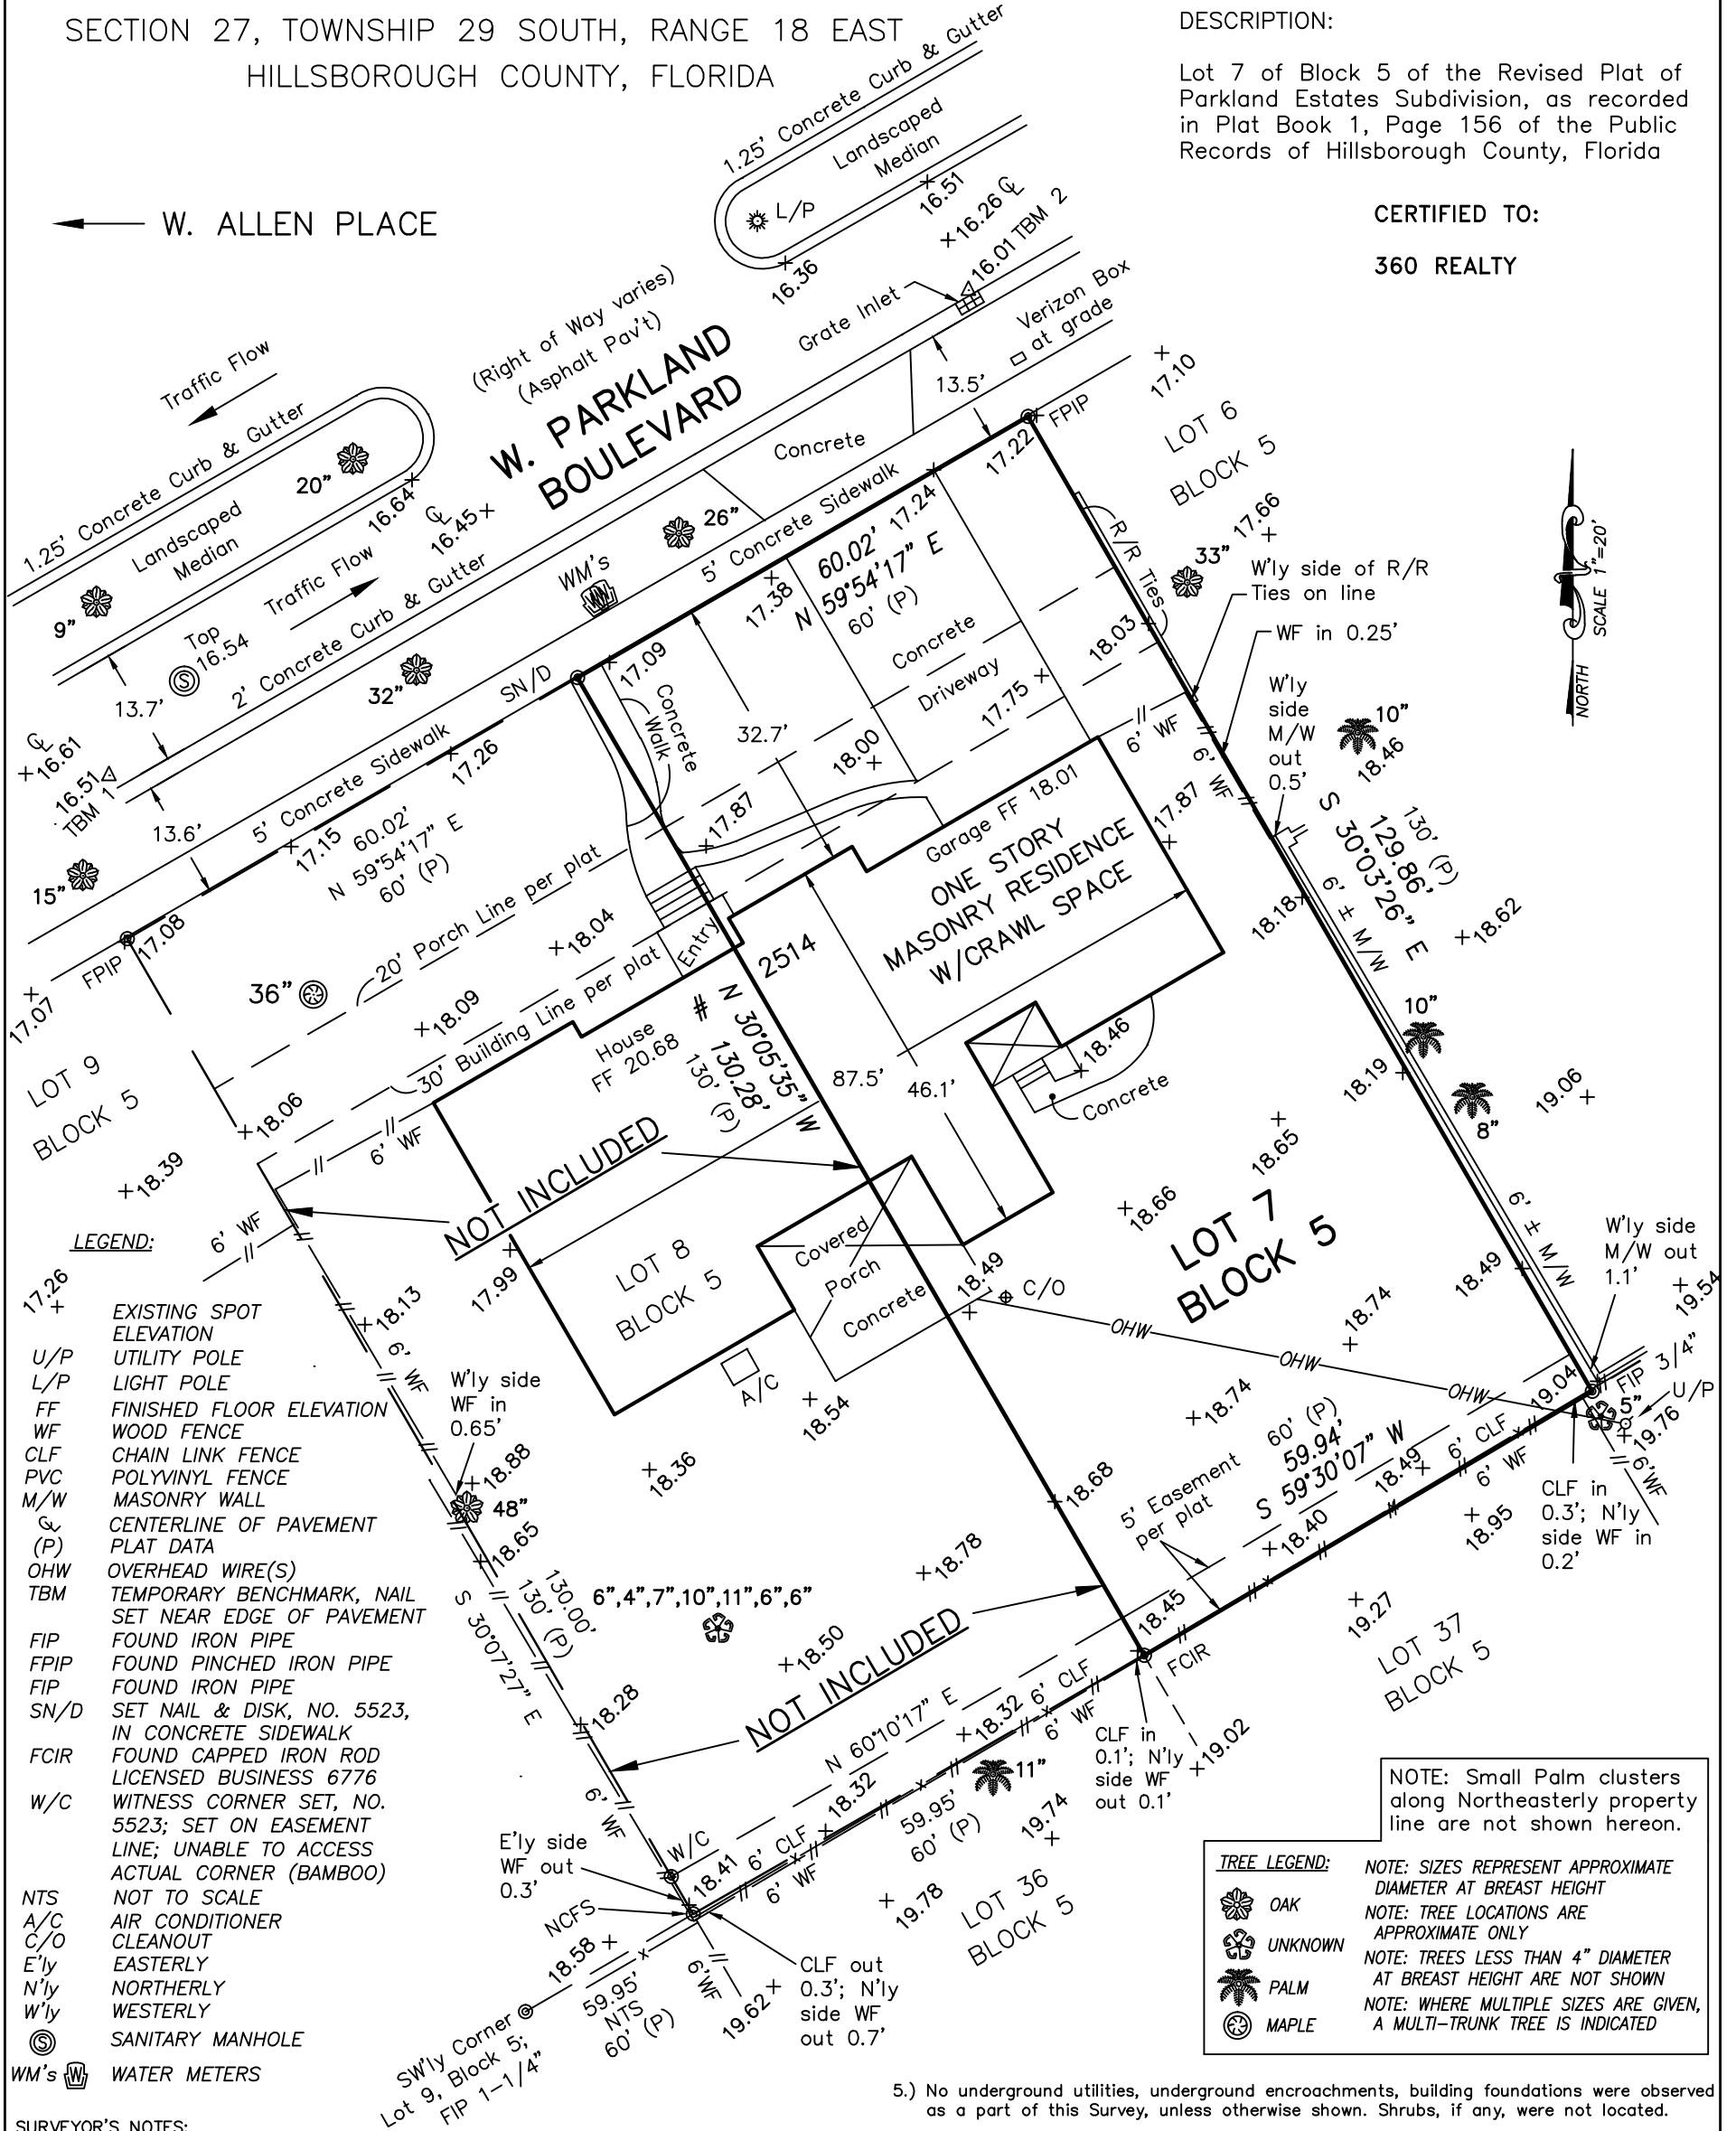 SECTION 27, TOWNSHIP 29 SOUTH, RANGE 18 EAST
HILLSBOROUGH COUNTY, FLORIDA
DESCRIPTION:
Lot 7 of Block 5 of the Revised Plat of
Parkland Estates Subdivision, as recorded
in Plat Book 1, Page 156 of the Public
Records of Hillsborough County, Florida
CERTIFIED TO:
360 REALTY
W. ALLEN PLACE
1.25' Concrete Curb & Gutter
Landscaped
Median
L/P
16.51
16.26 ℄
16.01 TBM 2
16.36
Grate Inlet
Verizon Box
at grade
(Right of Way varies)
(Asphalt Pav't)
W. PARKLAND
BOULEVARD
Traffic Flow
1.25' Concrete Curb & Gutter
20"
Landscaped
Median
9"
16.64
℄
16.45
Traffic Flow
Top
16.54
S
2' Concrete Curb & Gutter
13.7'
℄
16.61
16.51
TBM 1
13.6'
15"
32"
26"
WM's
W
5' Concrete Sidewalk
Concrete
13.5'
17.10
FPIP
17.22
17.24
LOT 6
BLOCK 5
17.66
33"
R/R Ties
W'ly side of R/R
Ties on line
WF in 0.25'
W'ly
side
M/W
out
0.5'
10"
18.46
NORTH
SCALE 1"=20'
60.02'
N 59°54'17" E
60' (P)
17.38
17.09
SN/D
Concrete
Walk
32.7'
Concrete
Driveway
18.03
17.75
18.00
6' WF
6' WF
5' Concrete Sidewalk
17.26
17.15
60.02'
N 59°54'17" E
60' (P)
17.08
FPIP
17.07
36"
20' Porch Line per plat
18.04
18.09
30' Building Line per plat
Entry
17.87
2514
#
Garage FF 18.01
ONE STORY
MASONRY RESIDENCE
W/CRAWL SPACE
17.87
130' (P)
129.86'
S 30°03'26" E
6' ± M/W
18.18
18.62
10"
18.19
8"
19.06
LOT 9
BLOCK 5
18.06
18.39
6' WF
6' WF
House
FF 20.68
N 30°05'35" W
130.28'
130' (P)
87.5'
46.1'
18.46
Concrete
18.65
18.66
NOT INCLUDED
LOT 8
BLOCK 5
17.99
18.13
6' WF
Covered
Porch
Concrete
18.49
C/O
OHW
OHW
OHW
A/C
18.54
LOT 7
BLOCK 5
18.74
18.74
18.49
6' ± M/W
W'ly side
M/W out
1.1'
19.54
19.04
3/4"
FIP
5"
U/P
19.76
6'WF
CLF in
0.3'; N'ly
side WF in
0.2'
60' (P)
59.94'
S 59°30'07" W
5' Easement
per plat
6' CLF
6' WF
18.49
18.40
18.95
19.27
LOT 37
BLOCK 5
18.45
FCIR
18.68
W'ly side
WF in
0.65'
18.88
48"
18.65
18.36
18.78
130.00'
130' (P)
S 30°07'27" E
6",4",7",10",11",6",6"
18.50
18.28
6' WF
NOT INCLUDED
N 60°10'17" E
18.32
6' CLF
6' WF
CLF in
0.1'; N'ly
side WF
out 0.1'
19.02
11"
18.32
59.95'
60' (P)
19.74
LOT 36
BLOCK 5
19.78
W/C
E'ly side
WF out
0.3'
18.41
6' CLF
6' WF
NCFS
18.58
59.95'
NTS
60' (P)
6'WF
19.62
CLF out
0.3'; N'ly
side WF
out 0.7'
SW'ly Corner
Lot 9, Block 5;
FIP 1-1/4"
LEGEND:
17.26 EXISTING SPOT
ELEVATION
U/P UTILITY POLE
L/P LIGHT POLE
FF FINISHED FLOOR ELEVATION
WF WOOD FENCE
CLF CHAIN LINK FENCE
PVC POLYVINYL FENCE
M/W MASONRY WALL
℄ CENTERLINE OF PAVEMENT
(P) PLAT DATA
OHW OVERHEAD WIRE(S)
TBM TEMPORARY BENCHMARK, NAIL
SET NEAR EDGE OF PAVEMENT
FIP FOUND IRON PIPE
FPIP FOUND PINCHED IRON PIPE
FIP FOUND IRON PIPE
SN/D SET NAIL & DISK, NO. 5523,
IN CONCRETE SIDEWALK
FCIR FOUND CAPPED IRON ROD
LICENSED BUSINESS 6776
W/C WITNESS CORNER SET, NO.
5523; SET ON EASEMENT
LINE; UNABLE TO ACCESS
ACTUAL CORNER (BAMBOO)
NTS NOT TO SCALE
A/C AIR CONDITIONER
C/O CLEANOUT
E'ly EASTERLY
N'ly NORTHERLY
W'ly WESTERLY
S SANITARY MANHOLE
WM's W WATER METERS
SURVEYOR'S NOTES:
NOTE: Small Palm clusters
along Northeasterly property
line are not shown hereon.
TREE LEGEND:
OAK
UNKNOWN
PALM
MAPLE
NOTE: SIZES REPRESENT APPROXIMATE
DIAMETER AT BREAST HEIGHT
NOTE: TREE LOCATIONS ARE
APPROXIMATE ONLY
NOTE: TREES LESS THAN 4" DIAMETER
AT BREAST HEIGHT ARE NOT SHOWN
NOTE: WHERE MULTIPLE SIZES ARE GIVEN,
A MULTI-TRUNK TREE IS INDICATED
5.) No underground utilities, underground encroachments, building foundations were observed
as a part of this Survey, unless otherwise shown. Shrubs, if any, were not located.